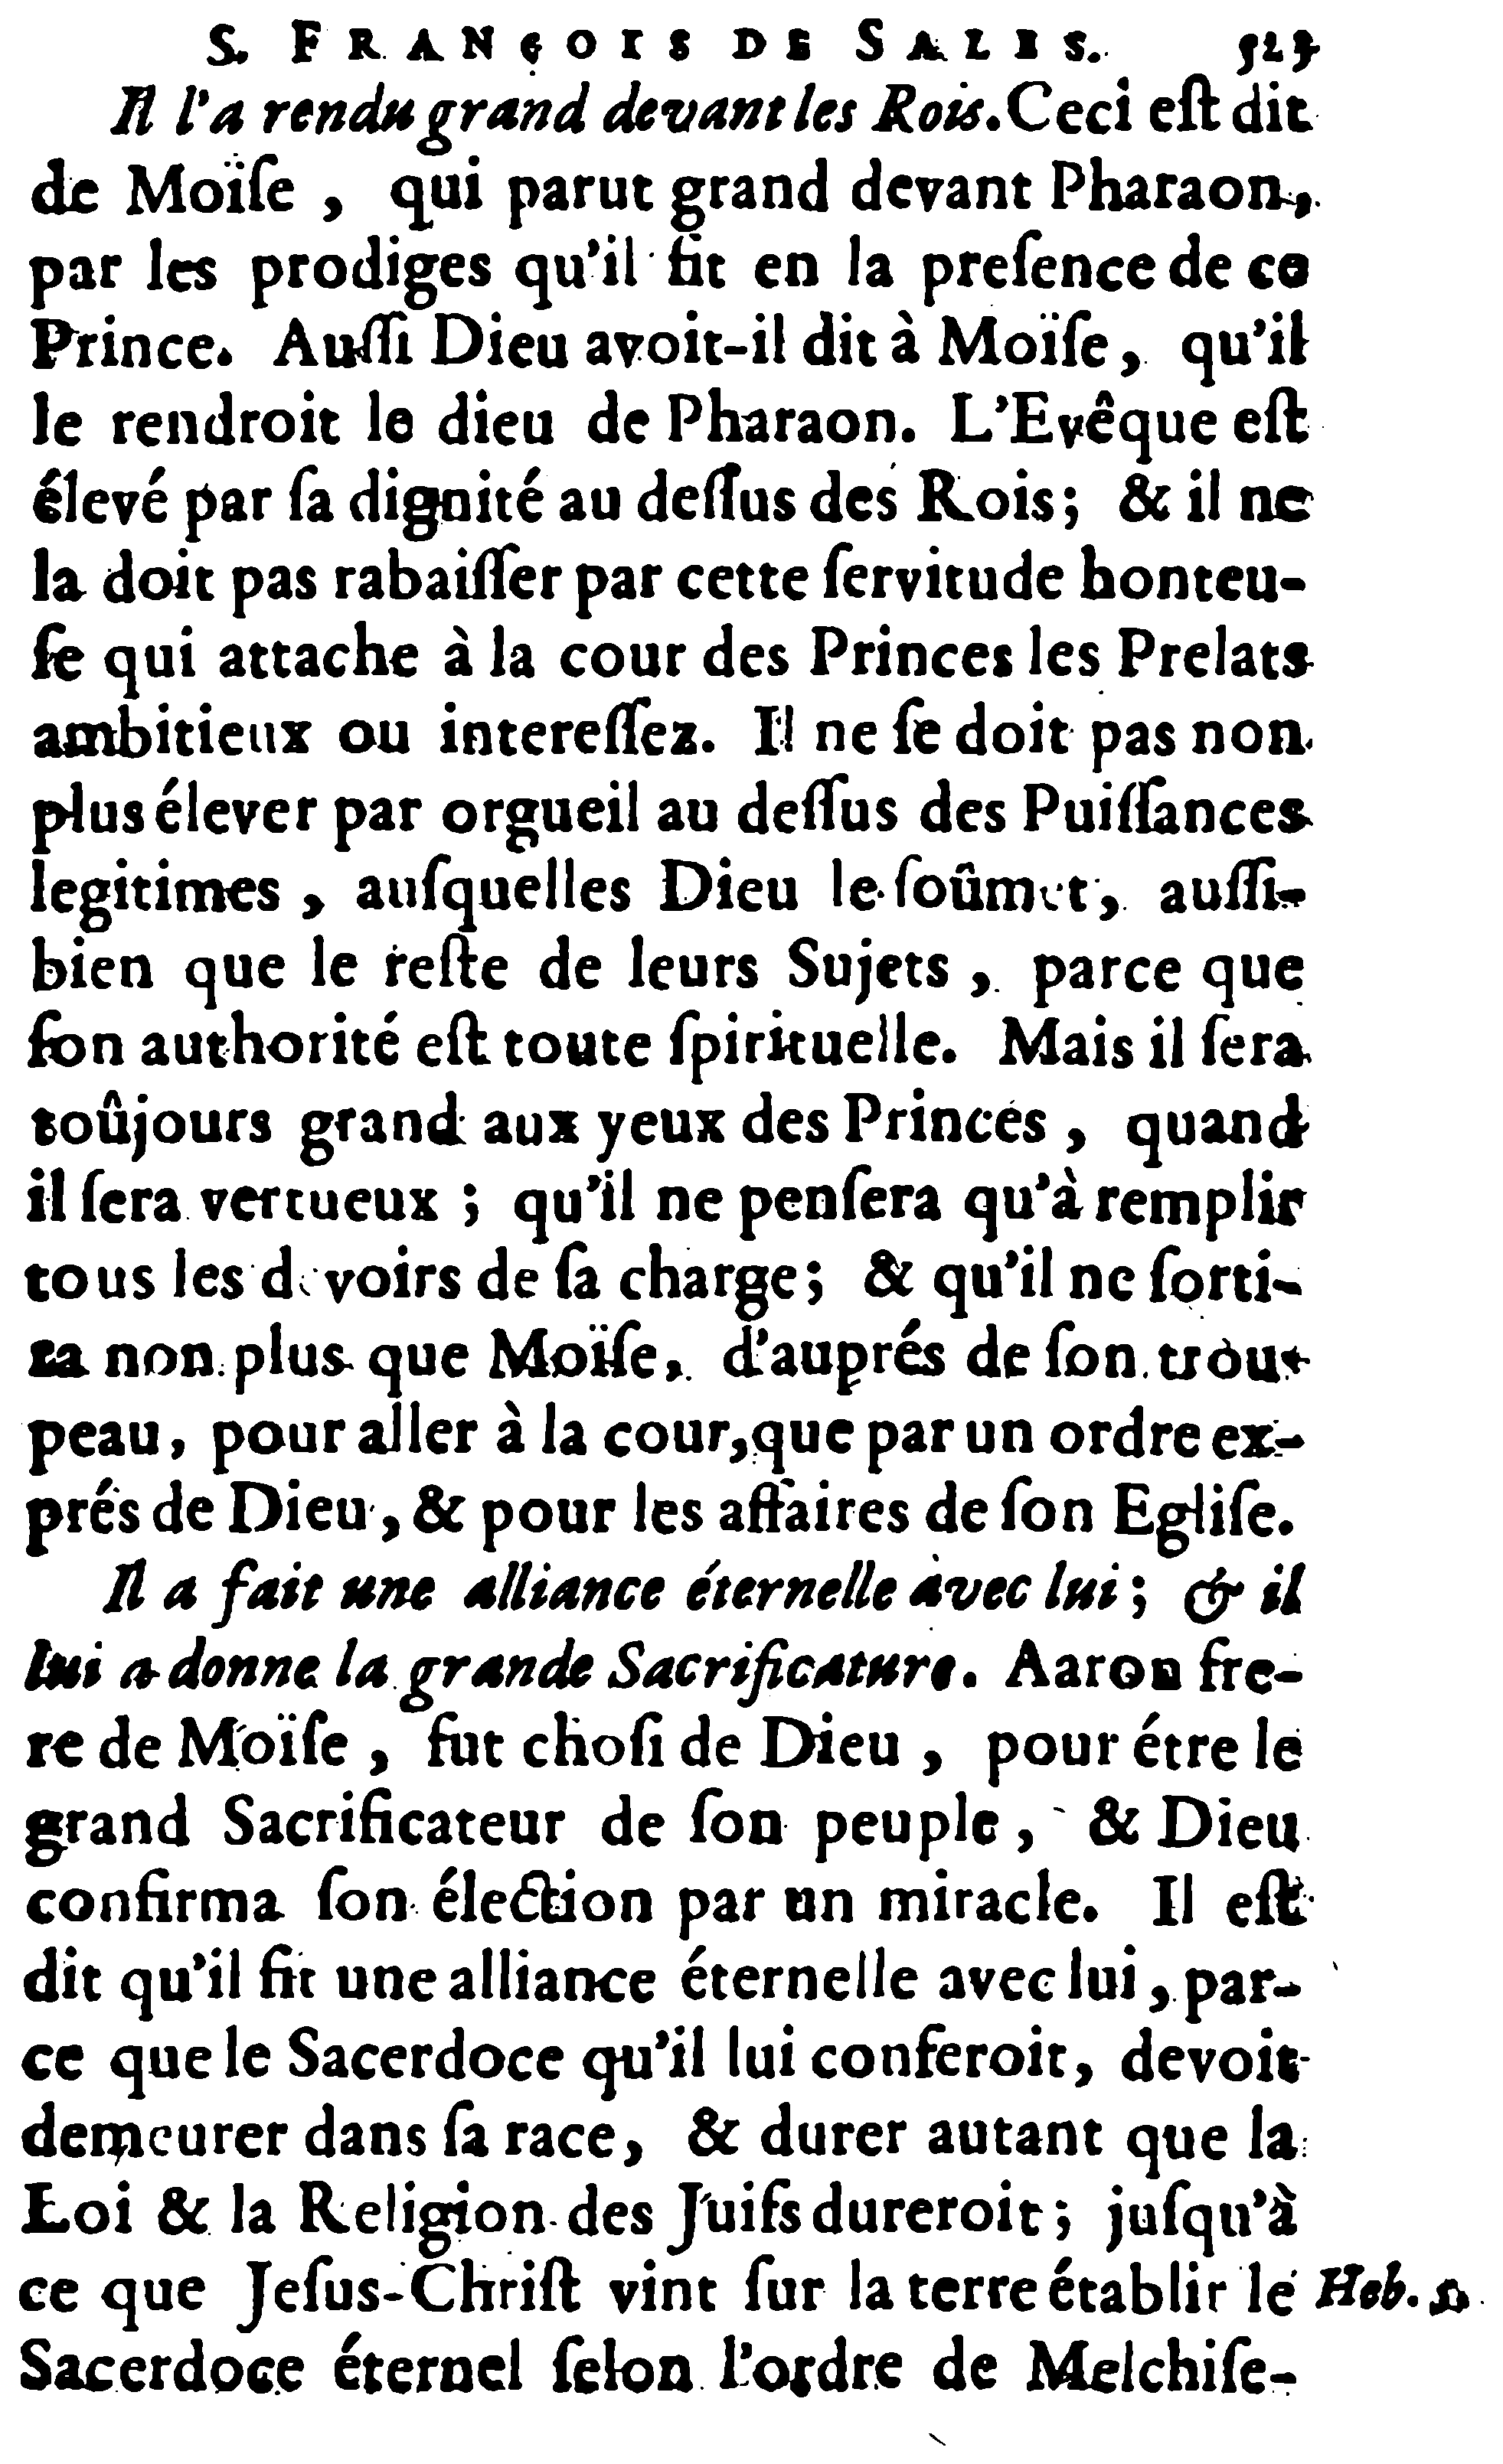 S. FRANÇOIS DE SALES. 525
Il l'a rendu grand devant les Rois. Ceci eſt dit
de Moïſe , qui parut grand devant Pharaon,
par les prodiges qu'il fit en la preſence de ce
Prince. Auſſi Dieu avoit-il dit à Moïſe, qu'il
le rendroit le dieu de Pharaon. L'Evêque eſt
élevé par ſa dignité au deſſus des Rois; & il ne
la doit pas rabaiſſer par cette ſervitude honteu-
ſe qui attache à la cour des Princes les Prelats
ambitieux ou intereſſez. Il ne ſe doit pas non
plus élever par orgueil au deſſus des Puiſſances
legitimes , auſquelles Dieu le ſoûmet, auſſi-
bien que le reſte de leurs Sujets , parce que
ſon authorité eſt toute ſpirituelle. Mais il ſera
toûjours grand aux yeux des Princes , quand
il ſera vertueux ; qu'il ne penſera qu'à remplir
tous les devoirs de ſa charge; & qu'il ne ſorti-
ra non plus que Moïſe, d'auprés de ſon trou-
peau, pour aller à la cour, que par un ordre ex-
prés de Dieu, & pour les affaires de ſon Egliſe.
Il a fait une alliance éternelle avec lui ; & il
lui a donne la grande Sacrificature. Aaron fre-
re de Moïſe , fut choſi de Dieu , pour étre le
grand Sacrificateur de ſon peuple , & Dieu
confirma ſon élection par un miracle. Il eſt
dit qu'il fit une alliance éternelle avec lui, par-
ce que le Sacerdoce qu'il lui conferoit, devoit
demeurer dans ſa race, & durer autant que la
Loi & la Religion des Juifs dureroit ; juſqu'à
ce que Jeſus-Chriſt vint ſur la terre établir le Heb.
Sacerdoce éternel ſelon l'ordre de Melchiſe-